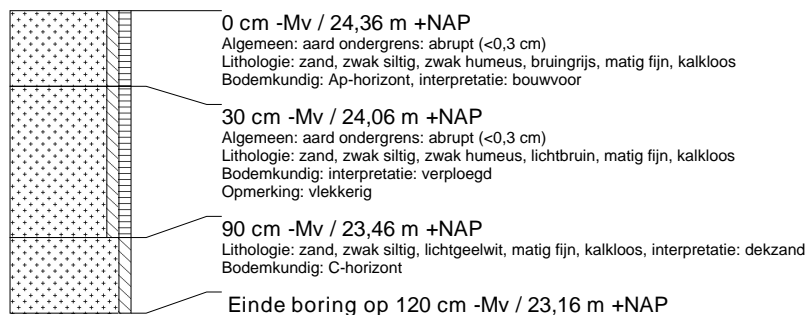 0 cm -Mv / 24,36 m +NAP
Algemeen: aard ondergrens: abrupt (<0,3 cm)
Lithologie: zand, zwak siltig, zwak humeus, bruingrijs, matig fijn, kalkloos
Bodemkundig: Ap-horizont, interpretatie: bouwvoor
30 cm -Mv / 24,06 m +NAP
Algemeen: aard ondergrens: abrupt (<0,3 cm)
Lithologie: zand, zwak siltig, zwak humeus, lichtbruin, matig fijn, kalkloos
Bodemkundig: interpretatie: verploegd
Opmerking: vlekkerig
90 cm -Mv / 23,46 m +NAP
Lithologie: zand, zwak siltig, lichtgeelwit, matig fijn, kalkloos, interpretatie: dekzand
Bodemkundig: C-horizont
Einde boring op 120 cm -Mv / 23,16 m +NAP